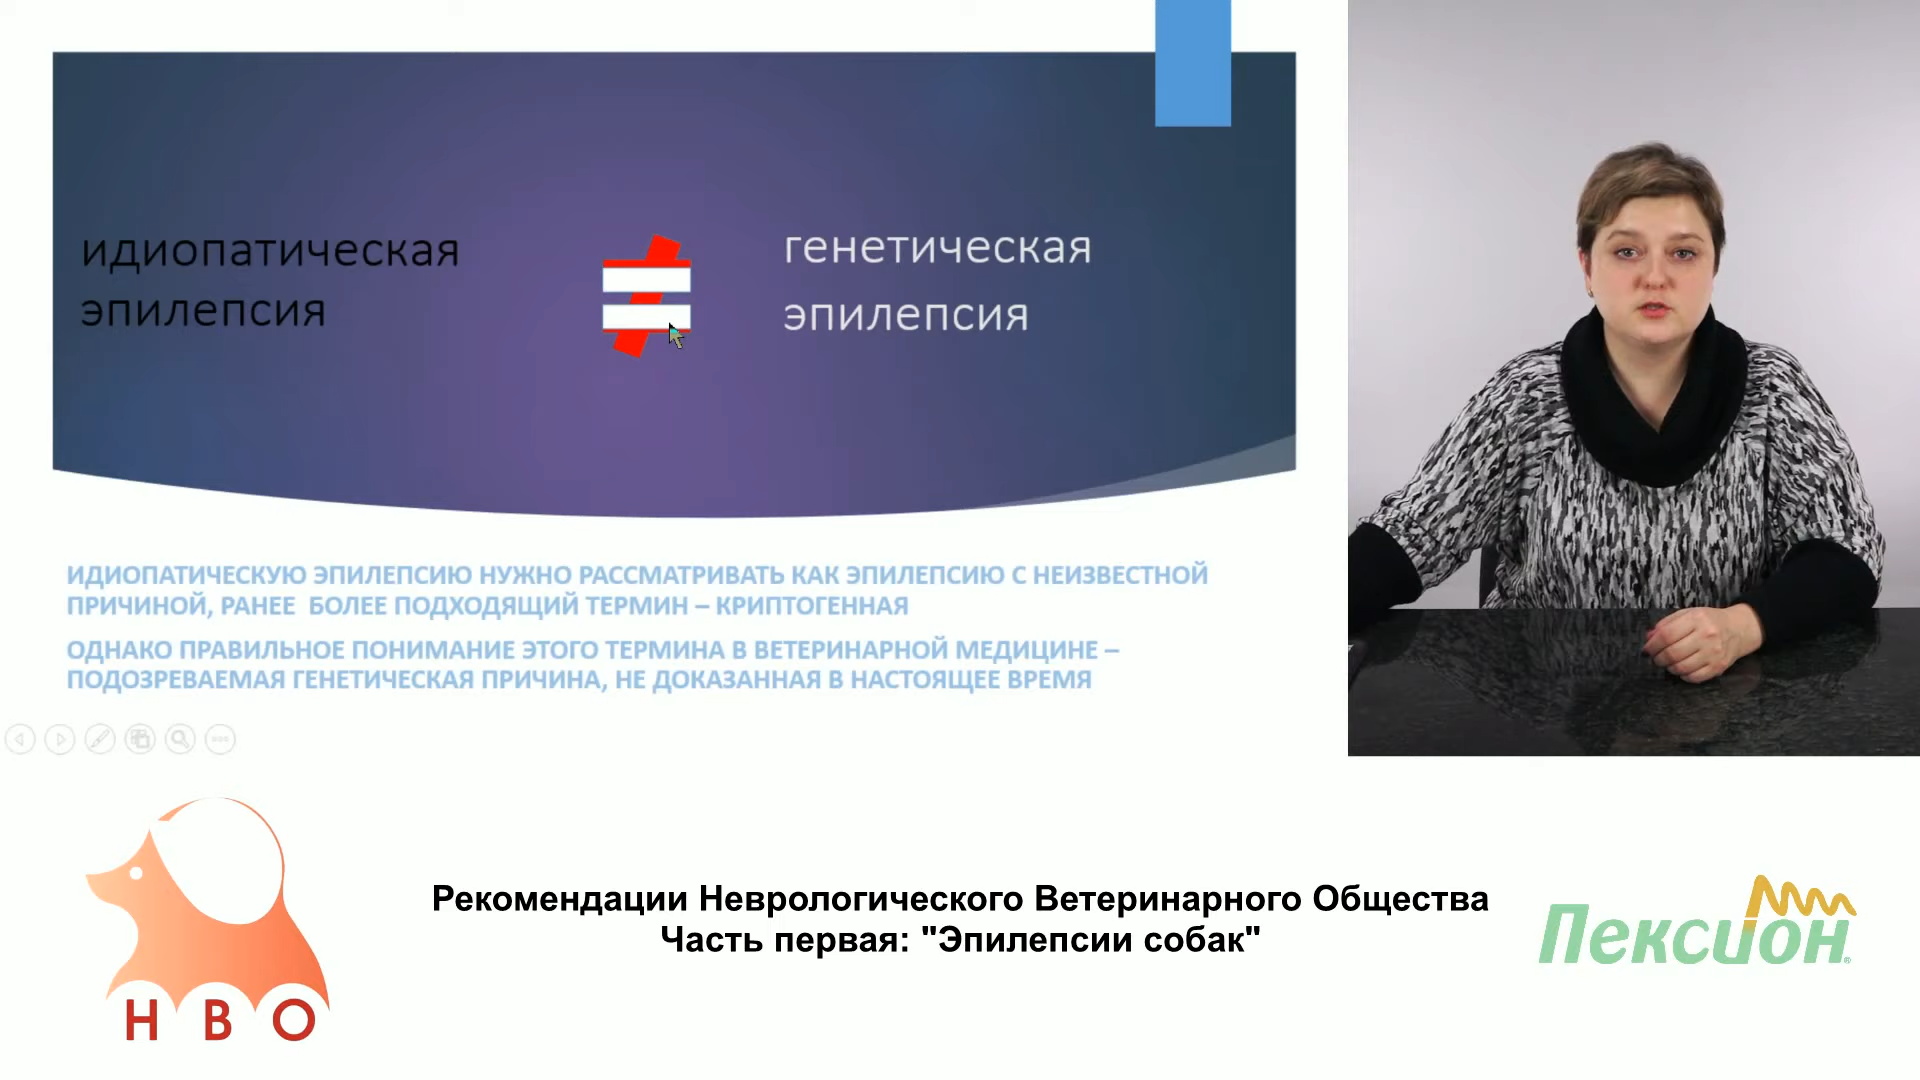 идиопатическая
эпилепсия
≠
генетическая
эпилепсия
ИДИОПАТИЧЕСКУЮ ЭПИЛЕПСИЮ НУЖНО РАССМАТРИВАТЬ КАК ЭПИЛЕПСИЮ С НЕИЗВЕСТНОЙ
ПРИЧИНОЙ, РАНЕЕ БОЛЕЕ ПОДХОДЯЩИЙ ТЕРМИН – КРИПТОГЕННАЯ
ОДНАКО ПРАВИЛЬНОЕ ПОНИМАНИЕ ЭТОГО ТЕРМИНА В ВЕТЕРИНАРНОЙ МЕДИЦИНЕ –
ПОДОЗРЕВАЕМАЯ ГЕНЕТИЧЕСКАЯ ПРИЧИНА, НЕ ДОКАЗАННАЯ В НАСТОЯЩЕЕ ВРЕМЯ
Рекомендации Неврологического Ветеринарного Общества
Часть первая: "Эпилепсии собак"
Пексион®
Н В О